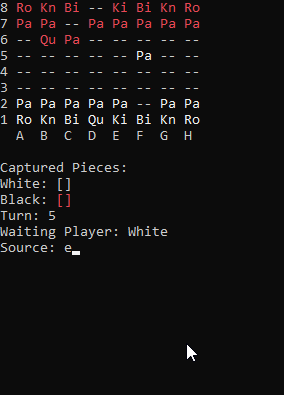 8 Ro Kn Bi -- Ki Bi Kn Ro
7 Pa Pa -- Pa Pa Pa Pa Pa
6 -- Qu Pa -- -- -- -- --
5 -- -- -- -- -- Pa -- --
4 -- -- -- -- -- -- -- --
3 -- -- -- -- -- -- -- --
2 Pa Pa Pa Pa Pa -- Pa Pa
1 Ro Kn Bi Qu Ki Bi Kn Ro
A B C D E F G H
Captured Pieces:
White: []
Black: []
Turn: 5
Waiting Player: White
Source: e